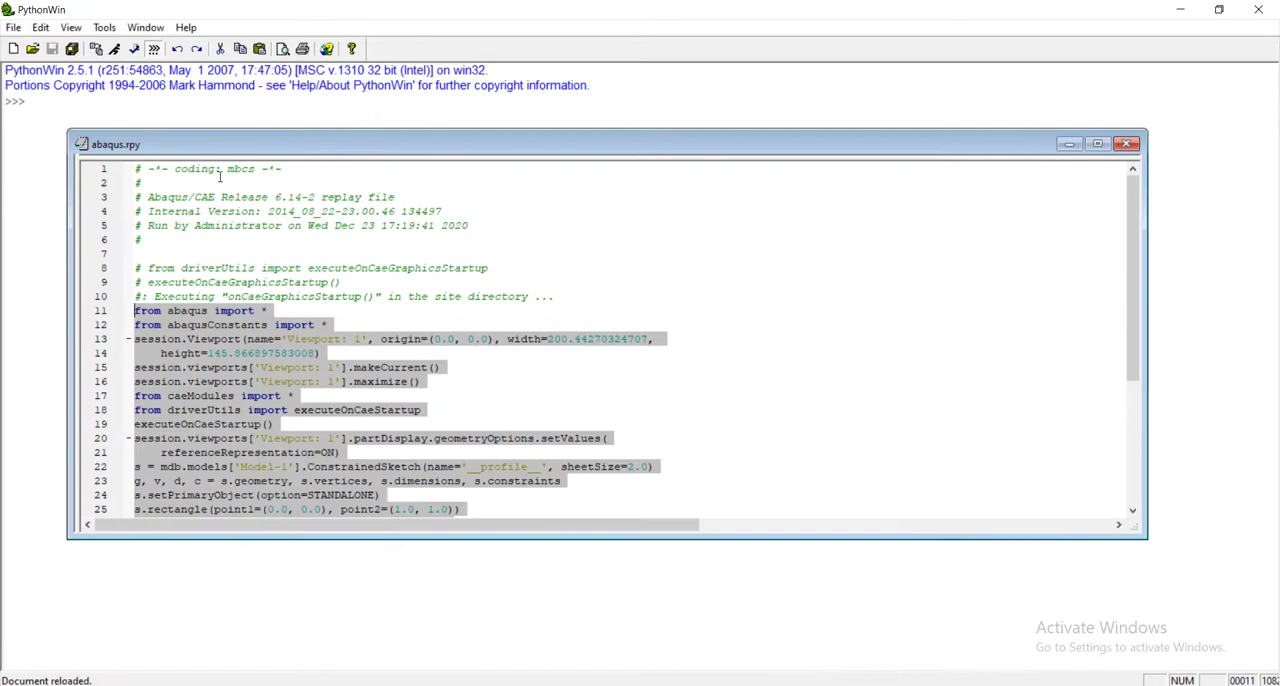 PythonWin
File Edit View Tools Window Help
PythonWin 2.5.1 (r251:54863, May  1 2007, 17:47:05) [MSC v.1310 32 bit (Intel)] on win32.
Portions Copyright 1994-2006 Mark Hammond - see 'Help/About PythonWin' for further copyright information.
>>>
abaqus.rpy
1 # -*- coding: mbcs -*-
2 #
3 # Abaqus/CAE Release 6.14-2 replay file
4 # Internal Version: 2014_08_22-23.00.46 134497
5 # Run by Administrator on Wed Dec 23 17:19:41 2020
6 #
7
8 # from driverUtils import executeOnCaeGraphicsStartup
9 # executeOnCaeGraphicsStartup()
10 #: Executing "onCaeGraphicsStartup()" in the site directory ...
11 from abaqus import *
12 from abaqusConstants import *
13 -session.Viewport(name='Viewport: 1', origin=(0.0, 0.0), width=200.44270324707,
14 height=145.866897583008)
15 session.viewports['Viewport: 1'].makeCurrent()
16 session.viewports['Viewport: 1'].maximize()
17 from caeModules import *
18 from driverUtils import executeOnCaeStartup
19 executeOnCaeStartup()
20 -session.viewports['Viewport: 1'].partDisplay.geometryOptions.setValues(
21 referenceRepresentation=ON)
22 s = mdb.models['Model-1'].ConstrainedSketch(name='__profile__', sheetSize=2.0)
23 g, v, d, c = s.geometry, s.vertices, s.dimensions, s.constraints
24 s.setPrimaryObject(option=STANDALONE)
25 s.rectangle(point1=(0.0, 0.0), point2=(1.0, 1.0))
Activate Windows
Go to Settings to activate Windows.
Document reloaded. NUM 00011 1082